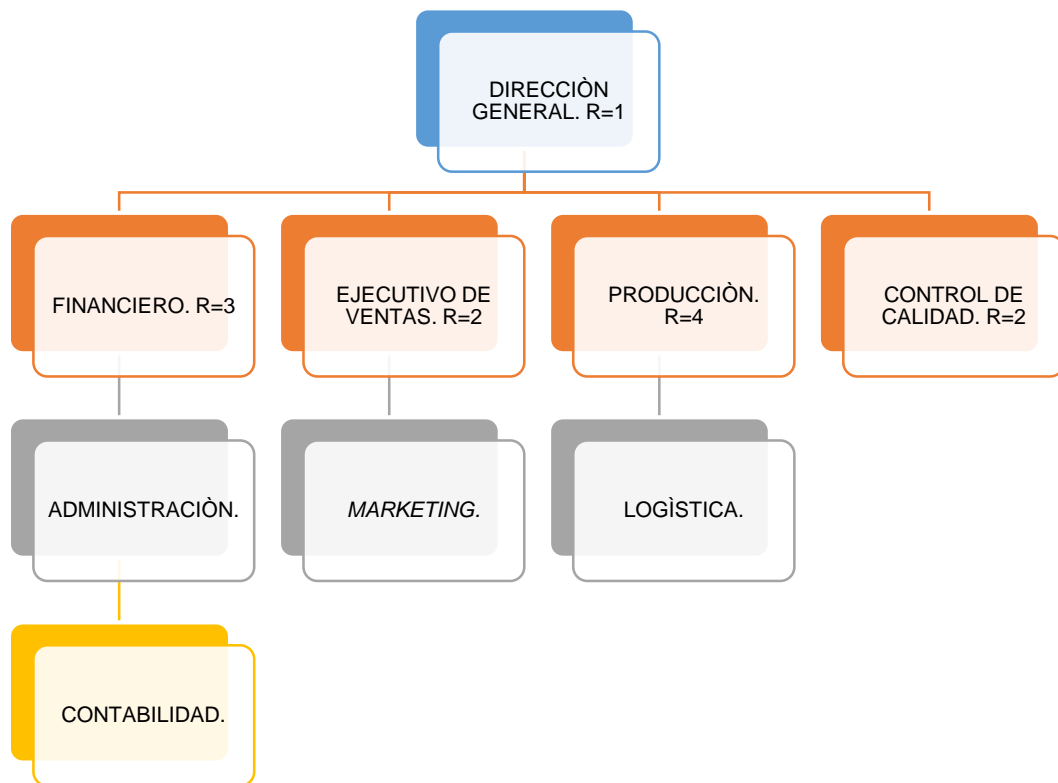 DIRECCIÒN
GENERAL. R=1
FINANCIERO. R=3
EJECUTIVO DE
VENTAS. R=2
PRODUCCIÒN.
R=4
CONTROL DE
CALIDAD. R=2
ADMINISTRACIÒN.
MARKETING.
LOGÌSTICA.
CONTABILIDAD.